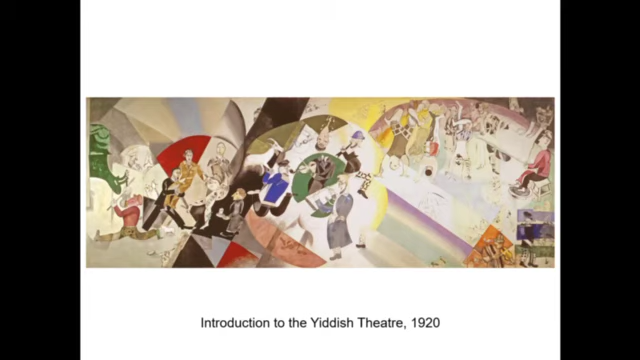 Introduction to the Yiddish Theatre, 1920